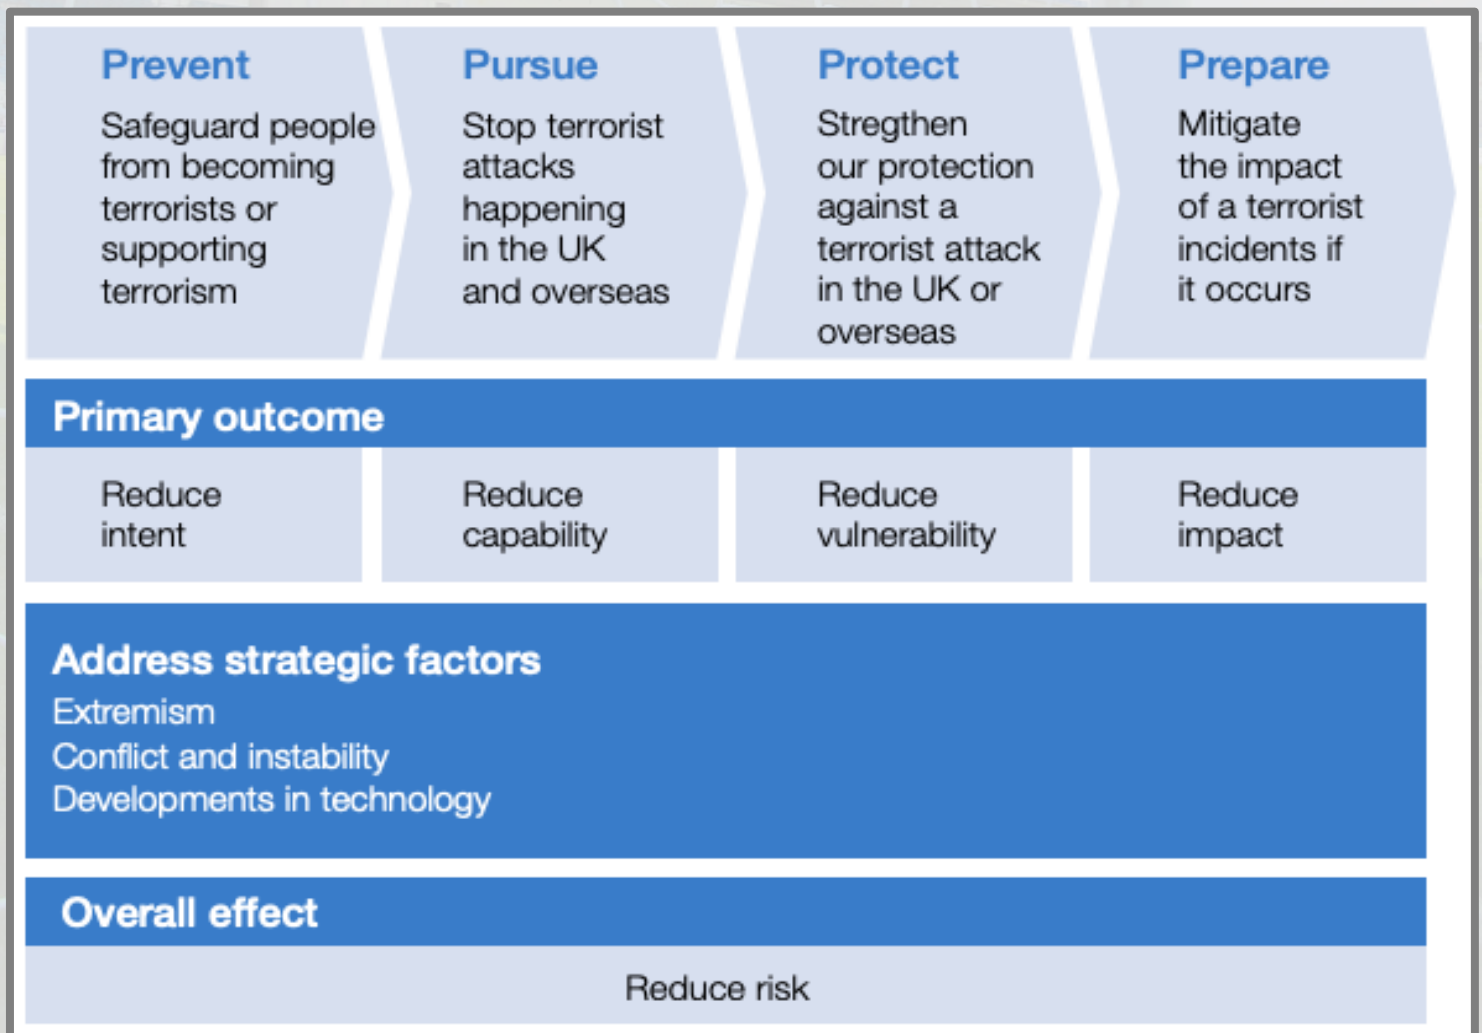 Prevent
Safeguard people
from becoming
terrorists or
supporting
terrorism
Pursue
Stop terrorist
attacks
happening
in the UK
and overseas
Protect
Stregthen
our protection
against a
terrorist attack
in the UK or
overseas
Prepare
Mitigate
the impact
of a terrorist
incidents if
it occurs
Primary outcome
Reduce
intent
Reduce
capability
Reduce
vulnerability
Reduce
impact
Address strategic factors
Extremism
Conflict and instability
Developments in technology
Overall effect
Reduce risk